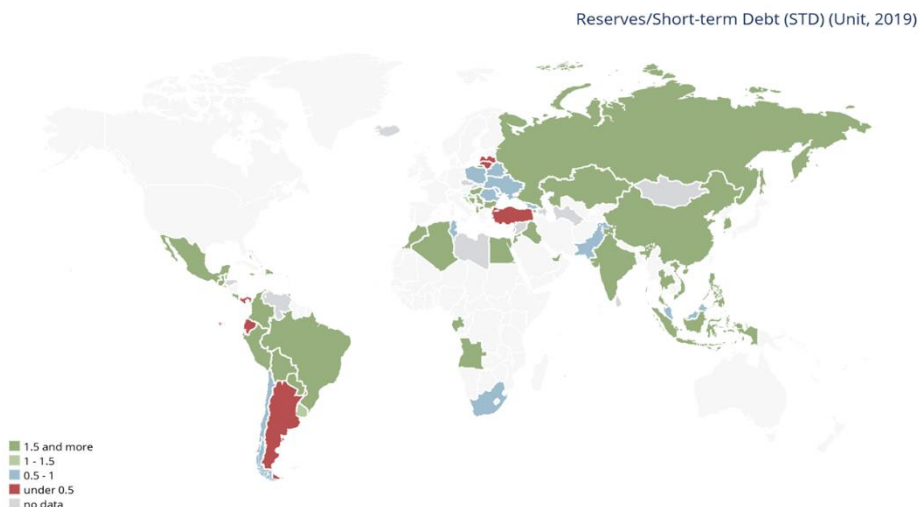 Reserves/Short-term Debt (STD) (Unit, 2019)
1.5 and more
1 - 1.5
0.5 - 1
under 0.5
no data